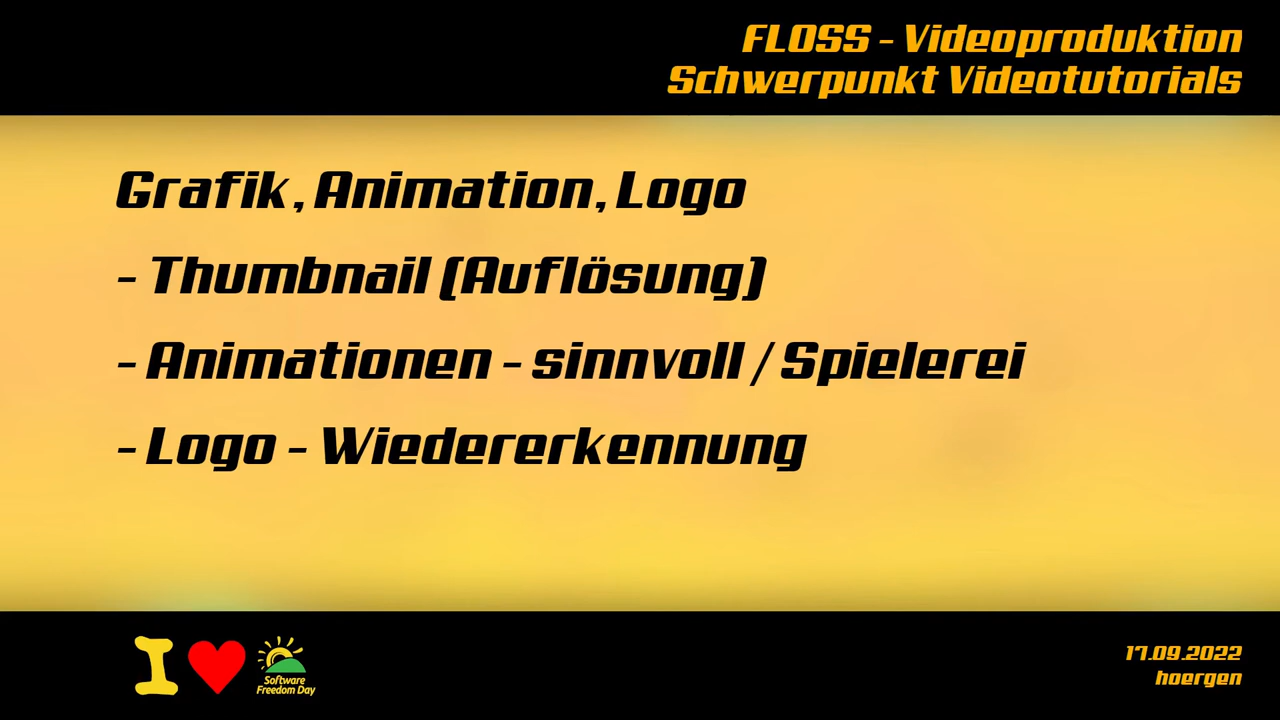 FLOSS - Videoproduktion
Schwerpunkt Videotutorials
Grafik, Animation, Logo
- Thumbnail (Auflösung)
- Animationen - sinnvoll / Spielerei
- Logo - Wiedererkennung
I
Software
Freedom Day
17.09.2022
hoergen